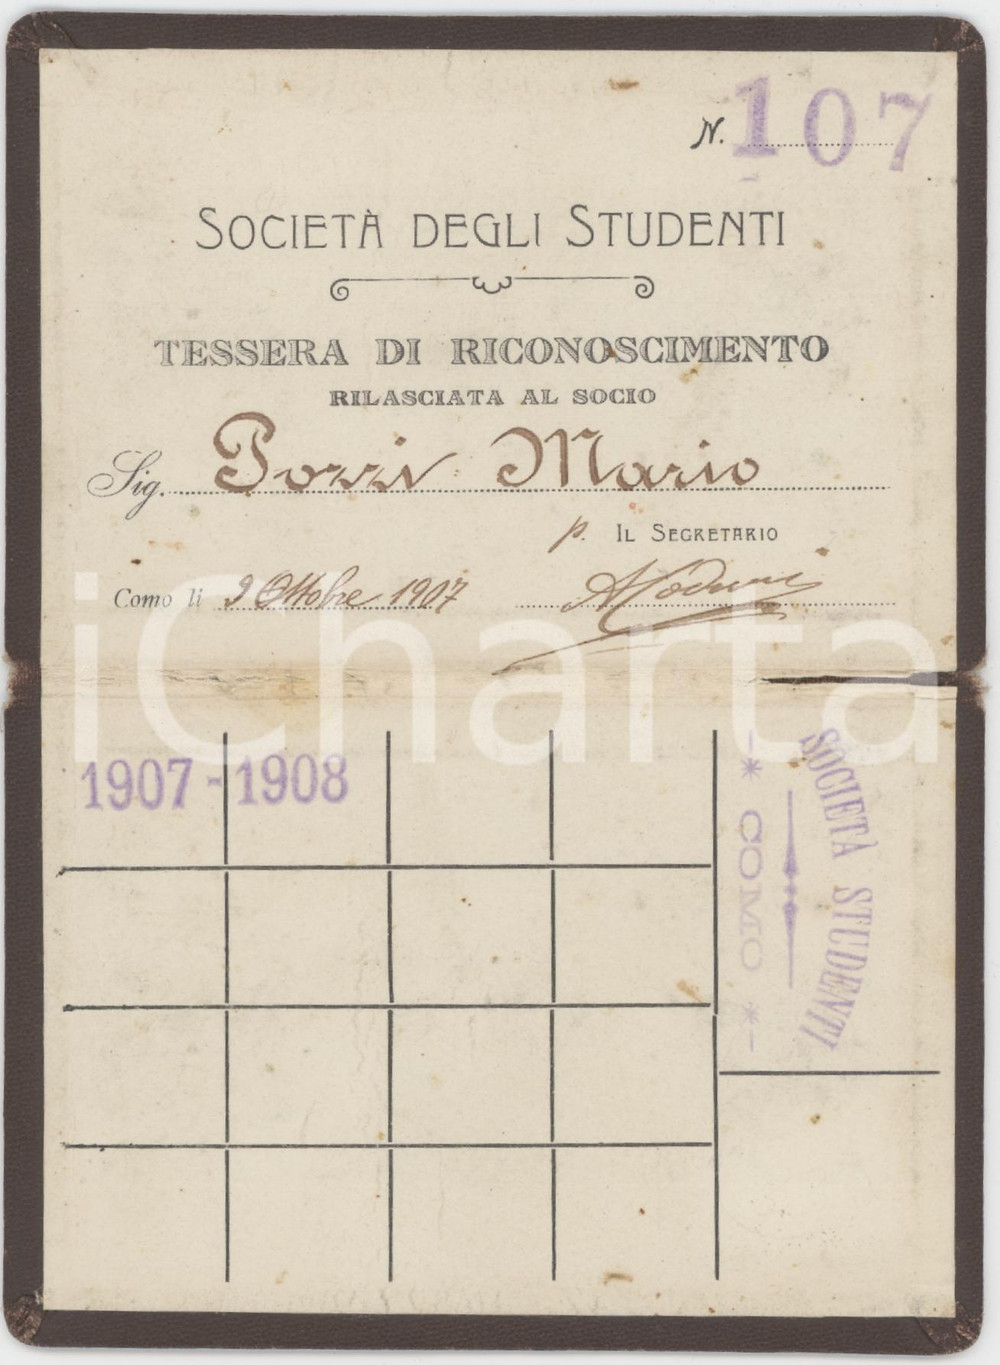 N. 107
SOCIETÀ DEGLI STUDENTI
TESSERA DI RICONOSCIMENTO
RILASCIATA AL SOCIO
Sig. Pozzi Mario
p. IL SEGRETARIO
Como li 9 Ottobre 1907
iCharta
1907-1908
SOCIETÀ STUDENTI
* COMO *